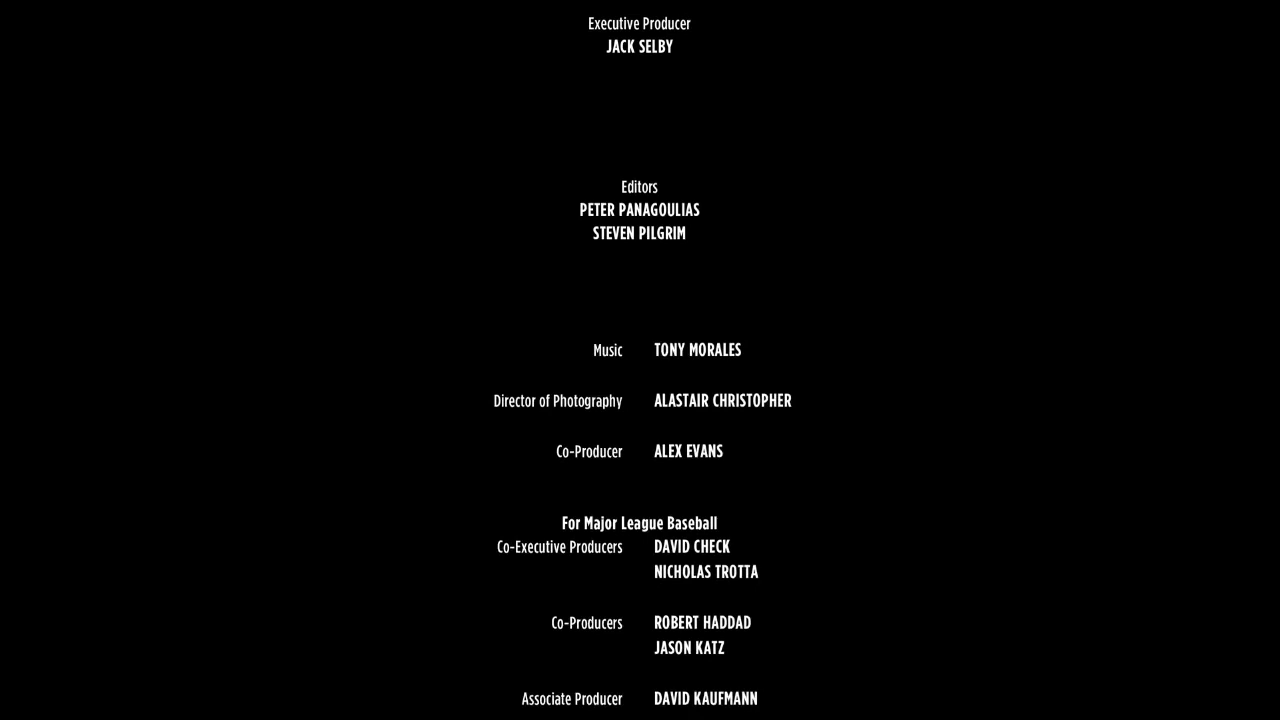 Executive Producer
JACK SELBY
Editors
PETER PANAGOULIAS
STEVEN PILGRIM
Music TONY MORALES
Director of Photography ALASTAIR CHRISTOPHER
Co-Producer ALEX EVANS
For Major League Baseball
Co-Executive Producers DAVID CHECK
NICHOLAS TROTTA
Co-Producers ROBERT HADDAD
JASON KATZ
Associate Producer DAVID KAUFMANN